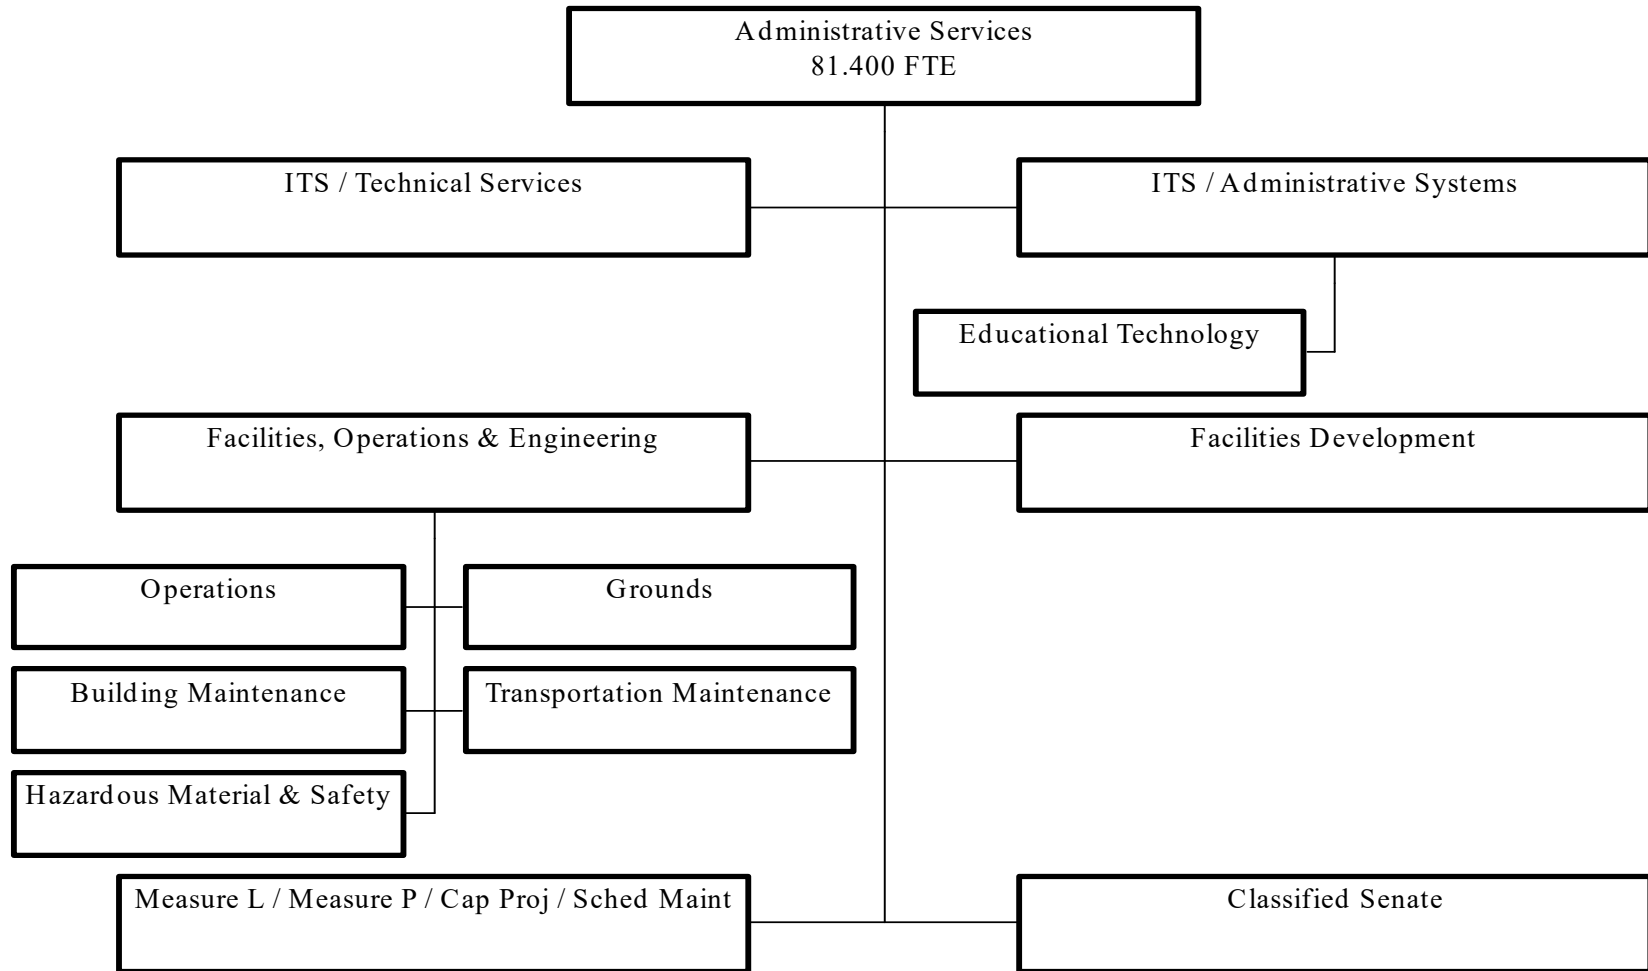 Administrative Services
81.400 FTE
ITS / Technical Services
ITS / Administrative Systems
Educational Technology
Facilities, Operations & Engineering
Facilities Development
Operations
Grounds
Building Maintenance
Transportation Maintenance
Hazardous Material & Safety
Measure L / Measure P / Cap Proj / Sched Maint
Classified Senate